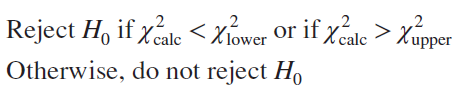 Reject H₀ if χ²calc < χ²lower or if χ²calc > χ²upper
Otherwise, do not reject H₀